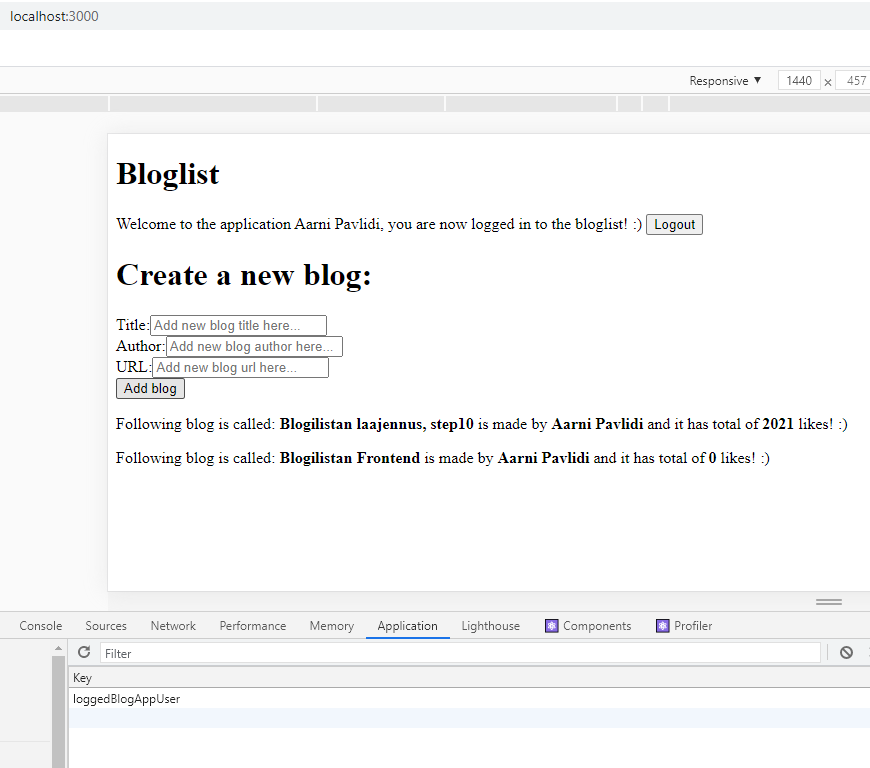 localhost:3000
Responsive ▼ 1440 × 457
Bloglist
Welcome to the application Aarni Pavlidi, you are now logged in to the bloglist! :) Logout
Create a new blog:
Title: Add new blog title here...
Author: Add new blog author here...
URL: Add new blog url here...
Add blog
Following blog is called: Blogilistan laajennus, step10 is made by Aarni Pavlidi and it has total of 2021 likes! :)
Following blog is called: Blogilistan Frontend is made by Aarni Pavlidi and it has total of 0 likes! :)
Console Sources Network Performance Memory Application Lighthouse Components Profiler
Filter
Key
loggedBlogAppUser